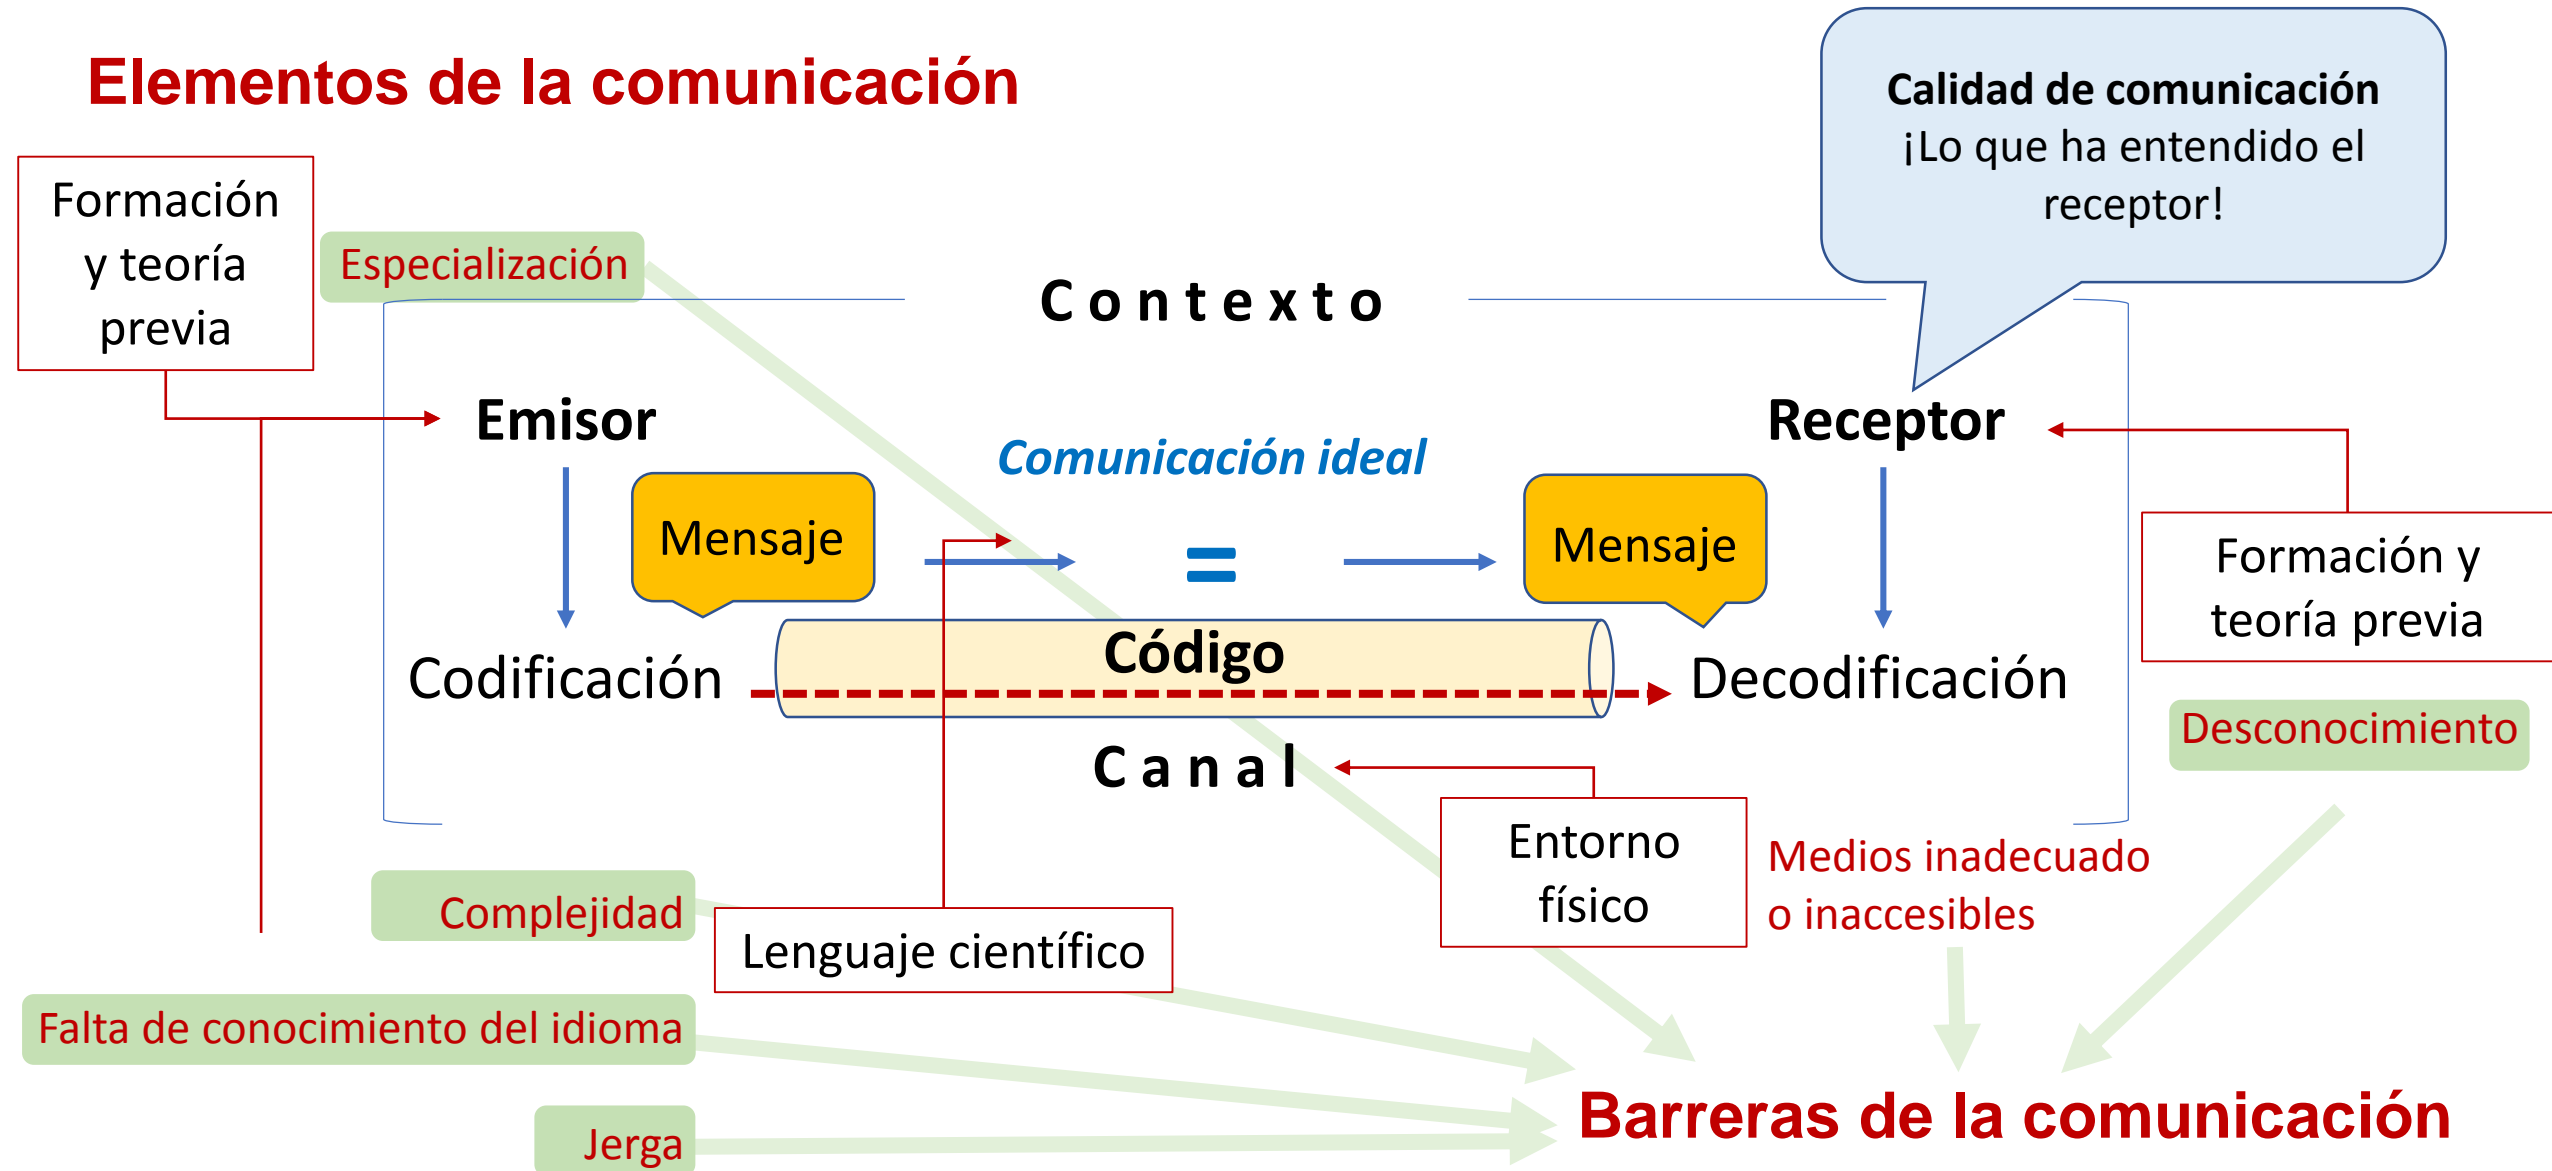 Elementos de la comunicación
Calidad de comunicación
¡Lo que ha entendido el
receptor!
Formación
y teoría
previa
Especialización
Contexto
Emisor
Receptor
Comunicación ideal
Mensaje
=
Mensaje
Formación y
teoría previa
Código
Codificación
Decodificación
Desconocimiento
Canal
Entorno
físico
Medios inadecuado
o inaccesibles
Complejidad
Lenguaje científico
Falta de conocimiento del idioma
Jerga
Barreras de la comunicación